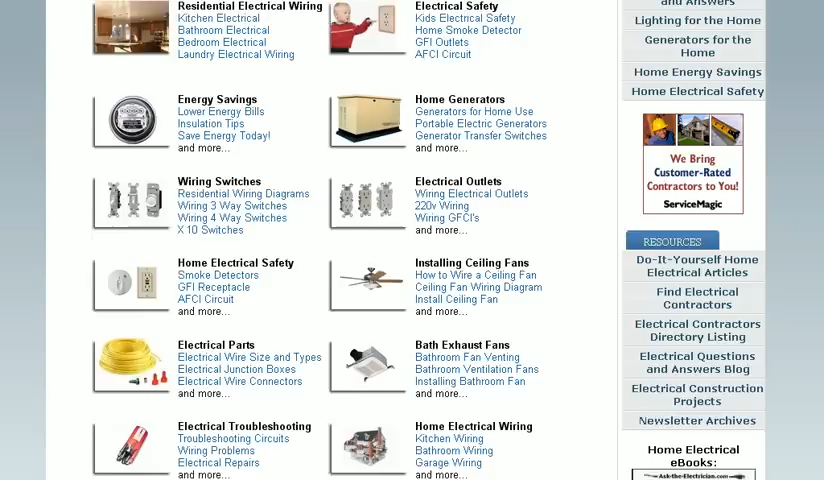 Residential Electrical Wiring
Kitchen Electrical
Bathroom Electrical
Bedroom Electrical
Laundry Electrical Wiring
Electrical Safety
Kids Electrical Safety
Home Smoke Detector
GFI Outlets
AFCI Circuit
Energy Savings
Lower Energy Bills
Insulation Tips
Save Energy Today!
and more...
Home Generators
Generators for Home Use
Portable Electric Generators
Generator Transfer Switches
and more...
Wiring Switches
Residential Wiring Diagrams
Wiring 3 Way Switches
Wiring 4 Way Switches
X 10 Switches
Electrical Outlets
Wiring Electrical Outlets
220v Wiring
Wiring GFCI's
and more...
Home Electrical Safety
Smoke Detectors
GFI Receptacle
AFCI Circuit
and more...
Installing Ceiling Fans
How to Wire a Ceiling Fan
Ceiling Fan Wiring Diagram
Install Ceiling Fan
and more...
Electrical Parts
Electrical Wire Size and Types
Electrical Junction Boxes
Electrical Wire Connectors
and more...
Bath Exhaust Fans
Bathroom Fan Venting
Bathroom Ventilation Fans
Installing Bathroom Fan
and more...
Electrical Troubleshooting
Troubleshooting Circuits
Wiring Problems
Electrical Repairs
and more...
Home Electrical Wiring
Kitchen Wiring
Bathroom Wiring
Garage Wiring
and more...
and Answers
Lighting for the Home
Generators for the
Home
Home Energy Savings
Home Electrical Safety
We Bring
Customer-Rated
Contractors to You!
ServiceMagic
RESOURCES
Do-It-Yourself Home
Electrical Articles
Find Electrical
Contractors
Electrical Contractors
Directory Listing
Electrical Questions
and Answers Blog
Electrical Construction
Projects
Newsletter Archives
Home Electrical
eBooks:
Ask-the-Electrician.com